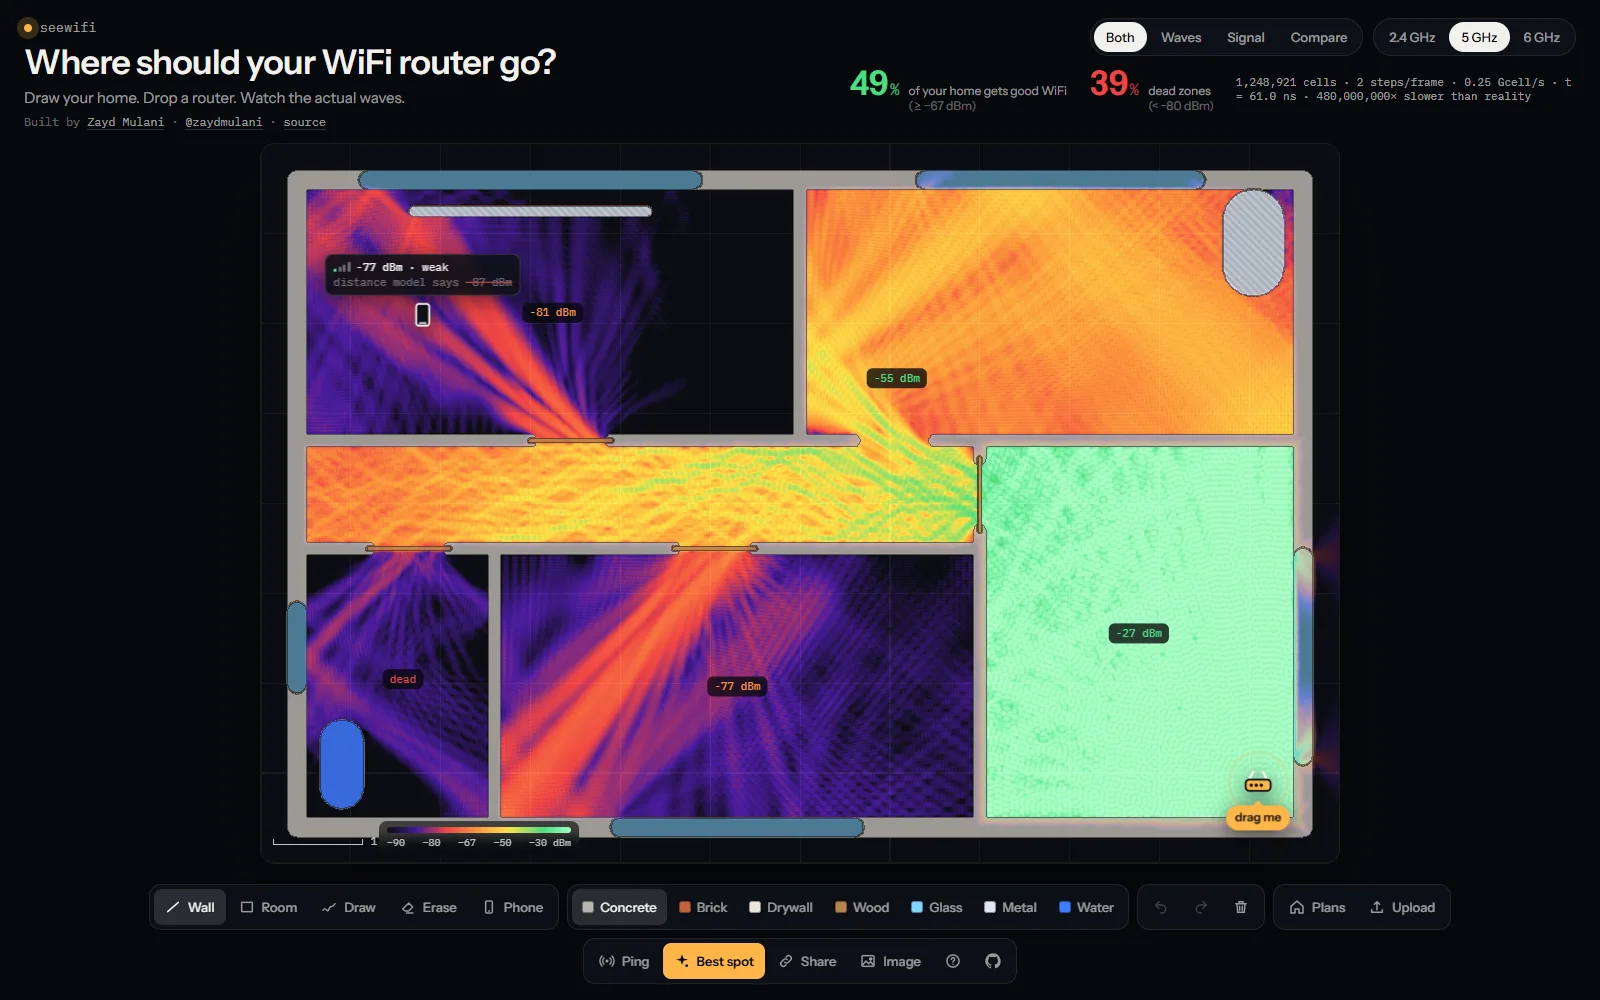 seewifi
Where should your WiFi router go?
Draw your home. Drop a router. Watch the actual waves.
Built by Zayd Mulani · @zaydmulani · source
Both Waves Signal Compare
2.4 GHz 5 GHz 6 GHz
49% of your home gets good WiFi
(≥ −67 dBm)
39% dead zones
(< −80 dBm)
1,248,921 cells · 2 steps/frame · 0.25 Gcell/s · t
= 61.0 ns · 480,000,000× slower than reality
-77 dBm · weak
distance model says -67 dBm
-81 dBm
-55 dBm
dead
-77 dBm
-27 dBm
drag me
1
−90 −80 −67 −50 −30 dBm
Wall Room Draw Erase Phone
Concrete Brick Drywall Wood Glass Metal Water
Plans Upload
Ping Best spot Share Image